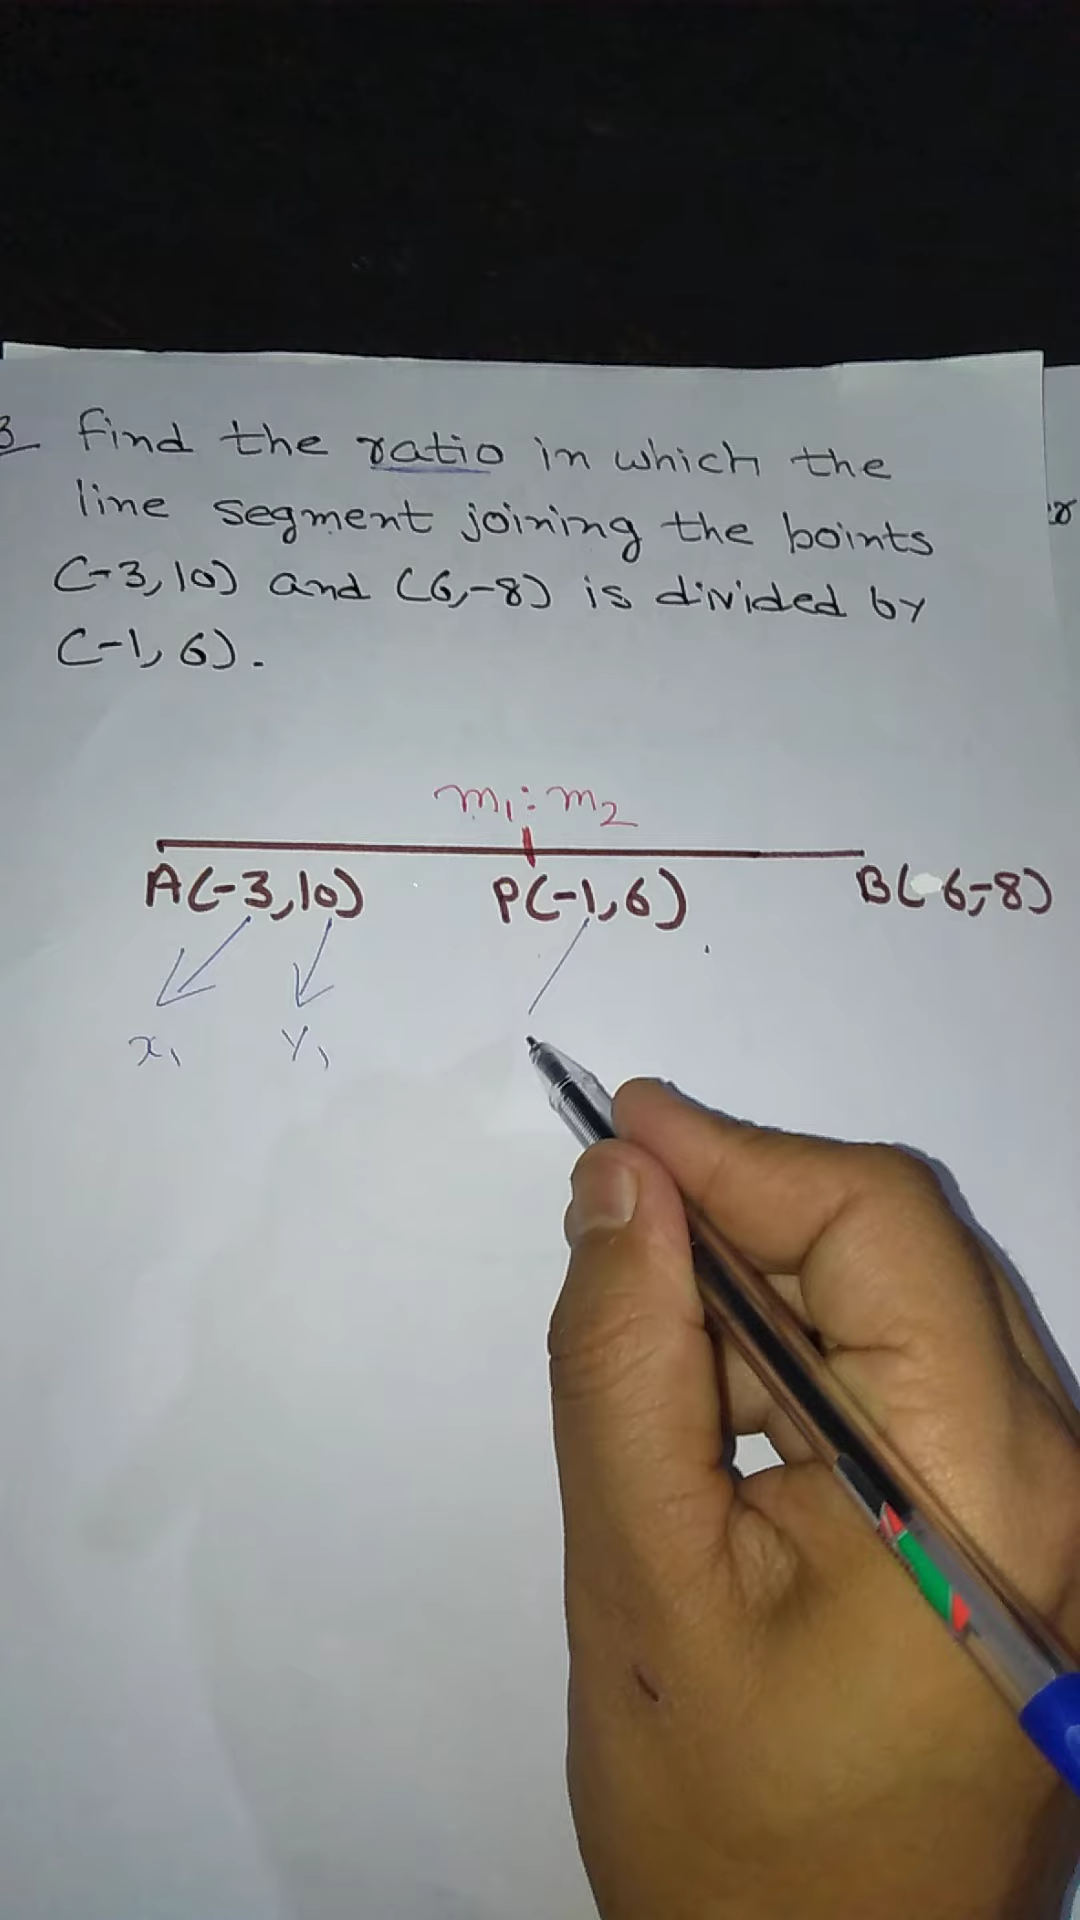 3 find the ratio in which the
line segment joining the boints
(-3,10) and (6,-8) is divided by
(-1, 6).
m₁ : m₂
A(-3,10) P(-1,6) B( 6,-8)
x₁ y₁